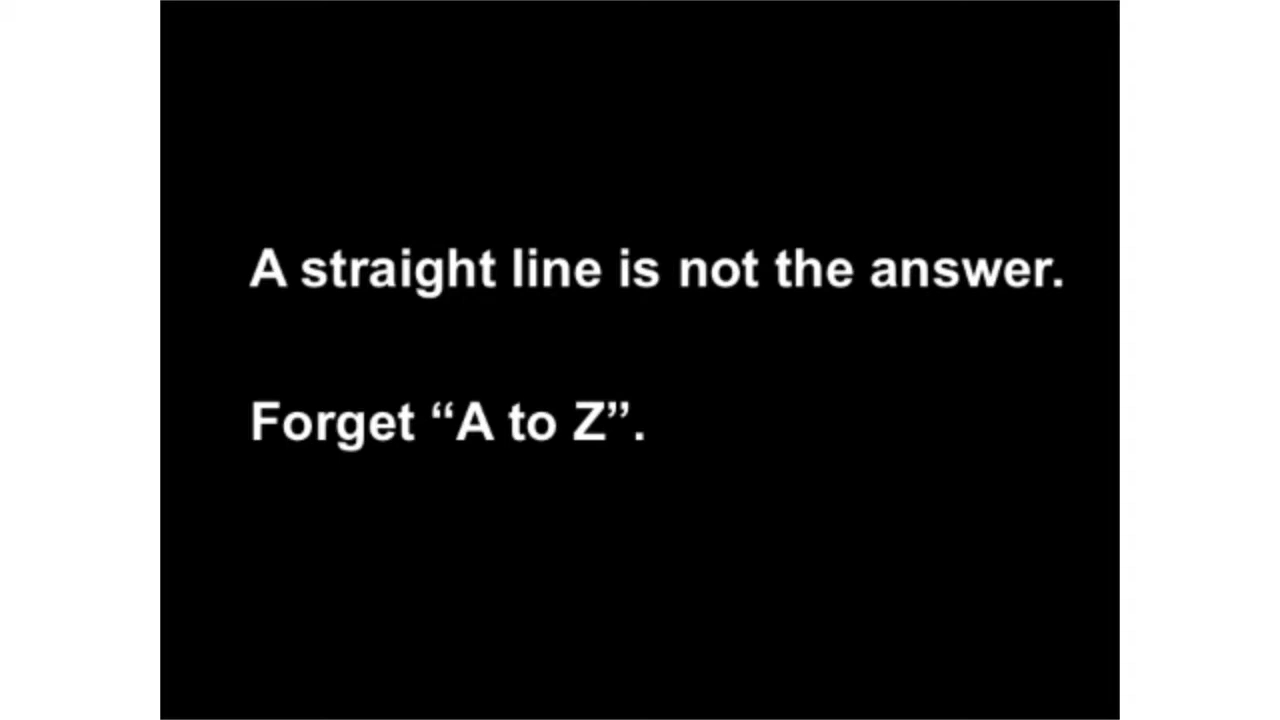 A straight line is not the answer.
Forget “A to Z”.